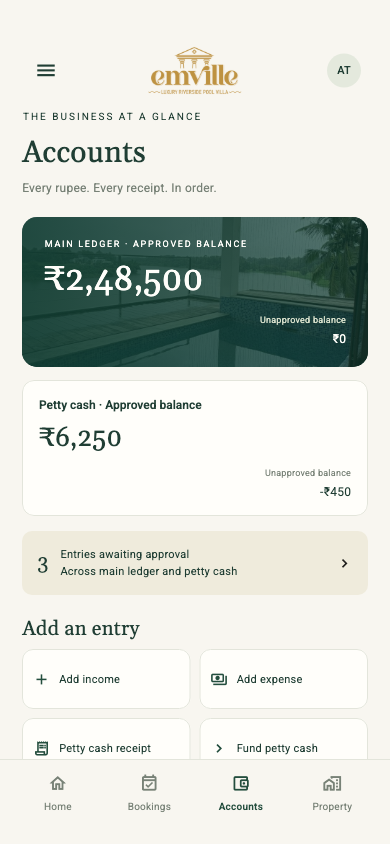 emville
LUXURY RIVERSIDE POOL VILLA
AT
THE BUSINESS AT A GLANCE
Accounts
Every rupee. Every receipt. In order.
MAIN LEDGER · APPROVED BALANCE
₹2,48,500
Unapproved balance
₹0
Petty cash · Approved balance
₹6,250
Unapproved balance
-₹450
3
Entries awaiting approval
Across main ledger and petty cash
Add an entry
Add income
Add expense
Petty cash receipt
Fund petty cash
Home
Bookings
Accounts
Property